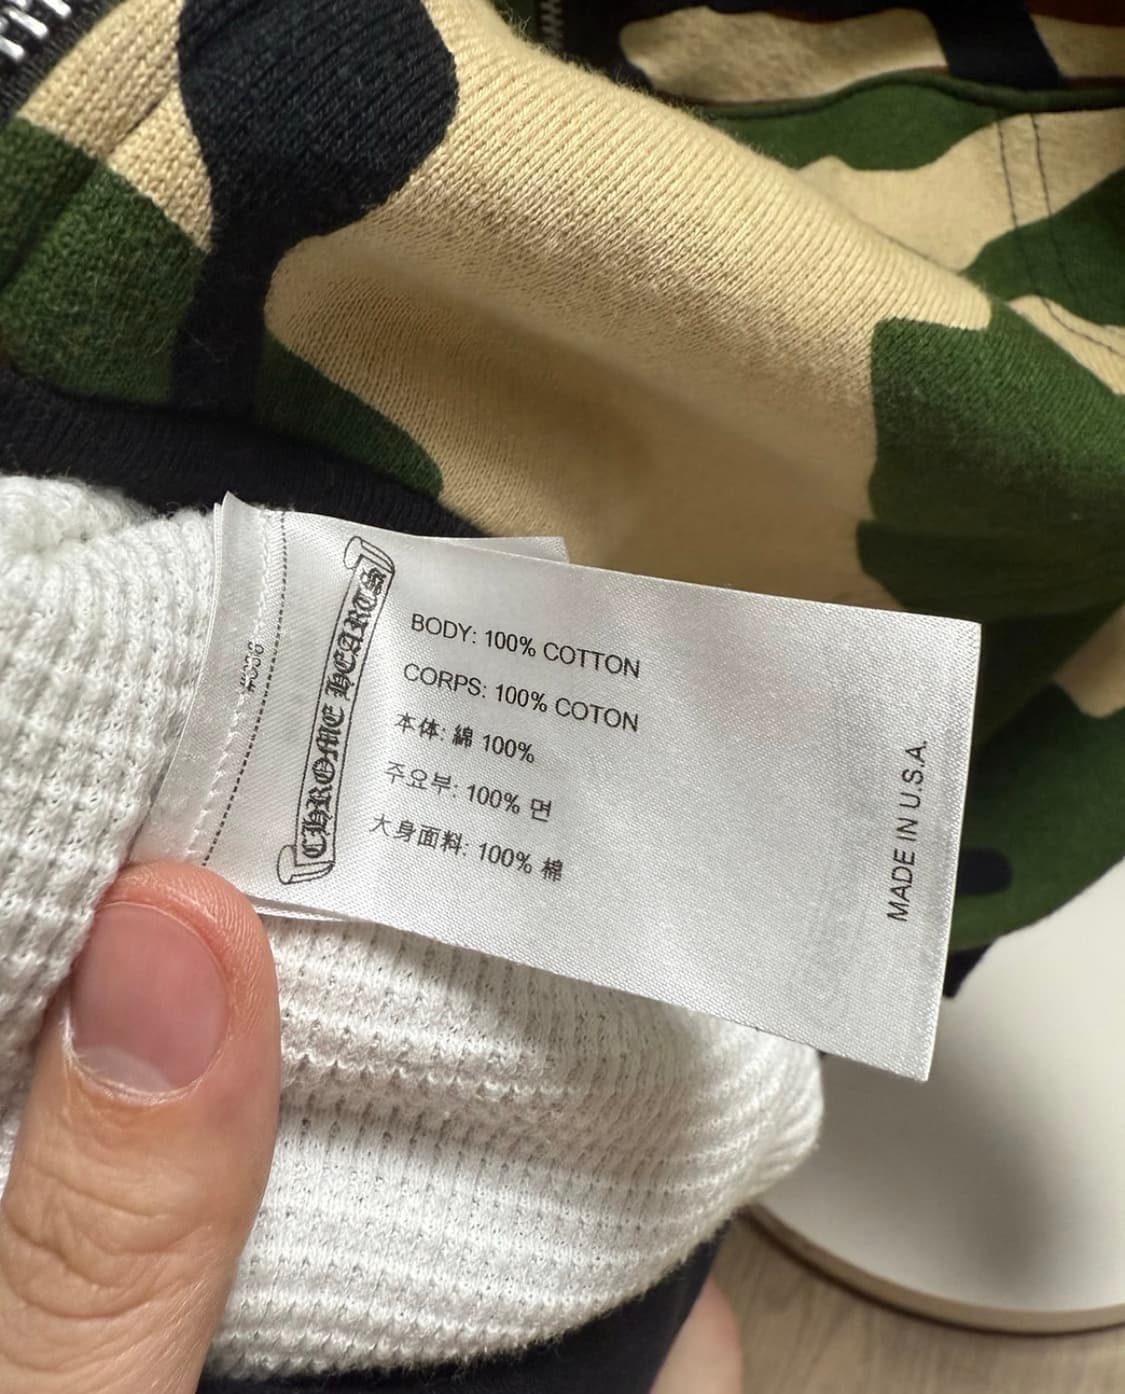 CHROME HEARTS
BODY: 100% COTTON
CORPS: 100% COTON
本体: 綿 100%
주요부: 100% 면
大身面料: 100% 棉
MADE IN U.S.A.